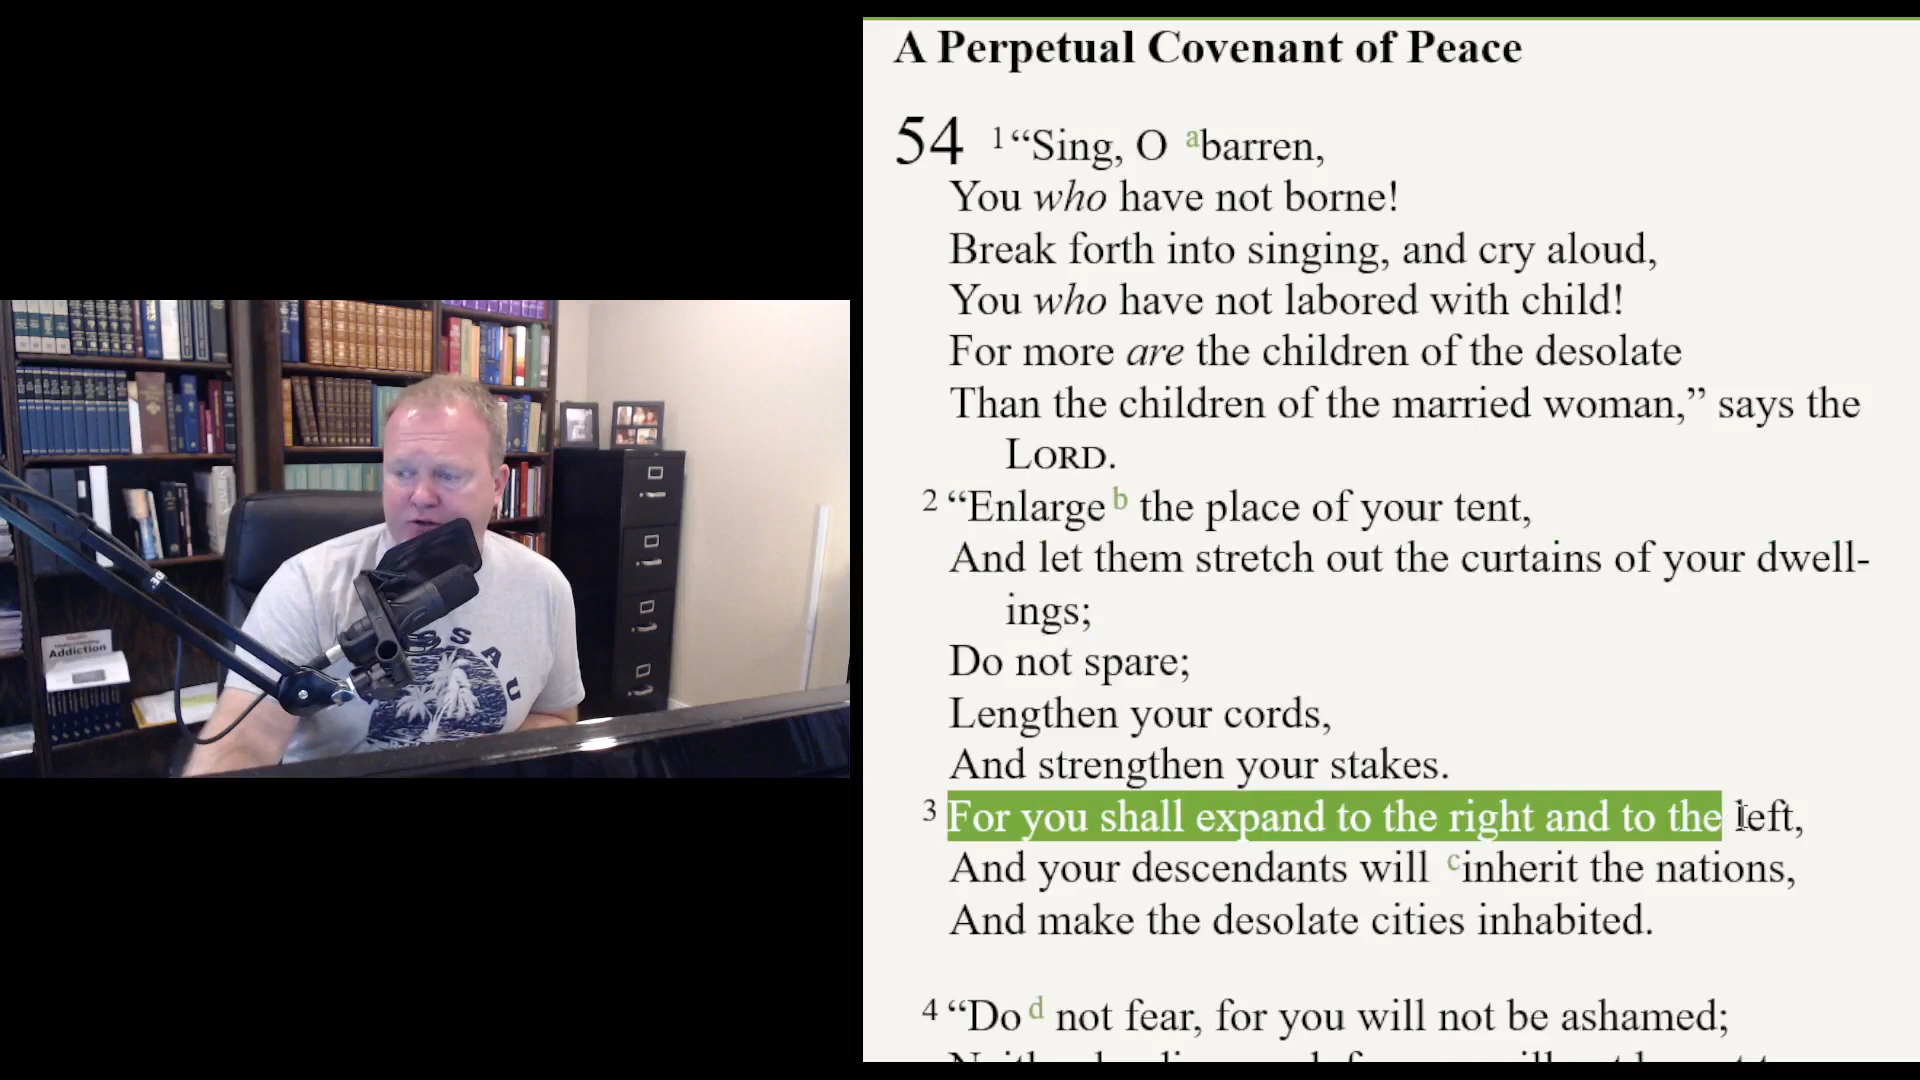 A Perpetual Covenant of Peace
54 1 “Sing, O a barren,
You who have not borne!
Break forth into singing, and cry aloud,
You who have not labored with child!
For more are the children of the desolate
Than the children of the married woman,” says the
LORD.
2 “Enlarge b the place of your tent,
And let them stretch out the curtains of your dwell-
ings;
Do not spare;
Lengthen your cords,
And strengthen your stakes.
3 For you shall expand to the right and to the left,
And your descendants will c inherit the nations,
And make the desolate cities inhabited.
4 “Do d not fear, for you will not be ashamed;
Addiction